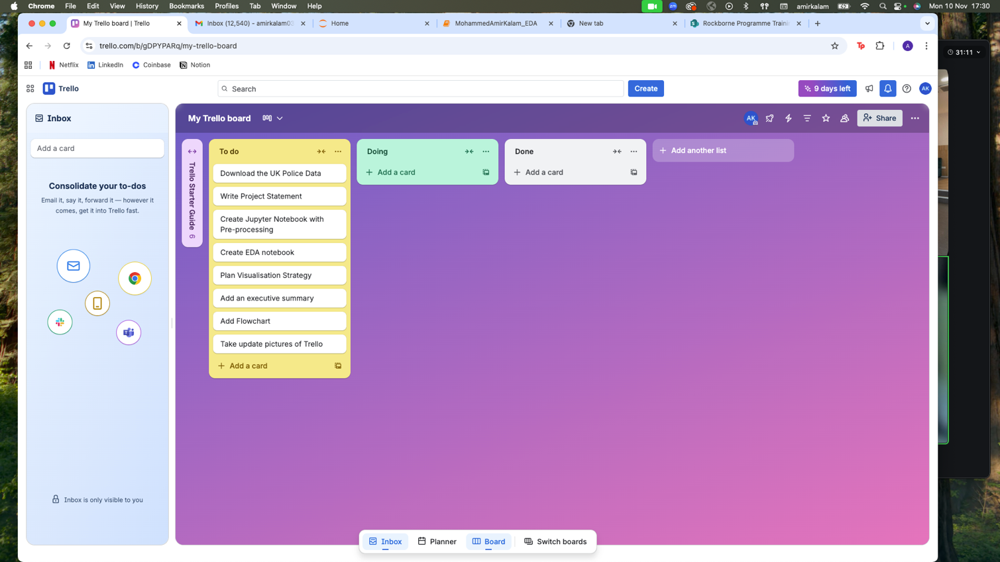 Chrome File Edit View History Bookmarks Profiles Tab Window Help zm amirkalam Mon 10 Nov 17:30
My Trello board | Trello Inbox (12,540) - amirkalam03 Home MohammedAmirKalam_EDA New tab Rockborne Programme Traini
trello.com/b/gDPYPARq/my-trello-board Tp A
Netflix LinkedIn Coinbase Notion
31:11
Trello Search Create 9 days left AK
Inbox
Add a card
Consolidate your to-dos
Email it, say it, forward it — however it
comes, get it into Trello fast.
Inbox is only visible to you
My Trello board AK Share
Trello Starter Guide 6
To do
Download the UK Police Data
Write Project Statement
Create Jupyter Notebook with
Pre-processing
Create EDA notebook
Plan Visualisation Strategy
Add an executive summary
Add Flowchart
Take update pictures of Trello
+ Add a card
Doing
+ Add a card
Done
+ Add a card
+ Add another list
Inbox Planner Board Switch boards